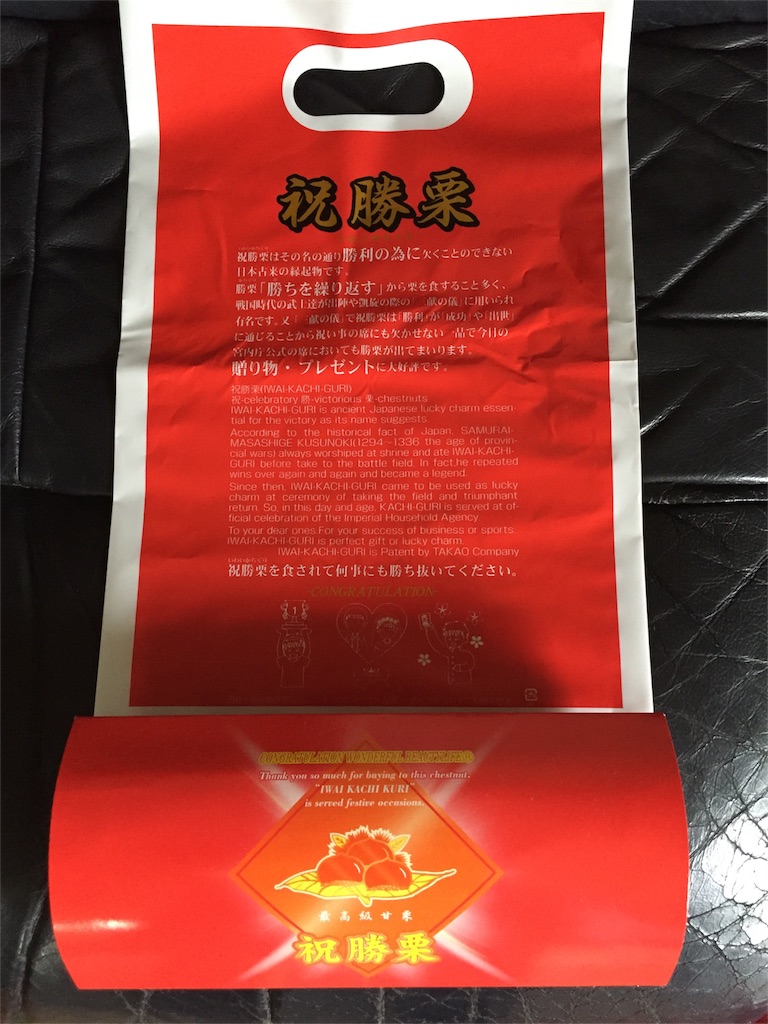 祝勝栗
いわいかちぐり
祝勝栗はその名の通り勝利の為に欠くことのできない
日本古来の縁起物です。
勝栗「勝ちを繰り返す」から栗を食すること多く、
戦国時代の武士達が出陣や凱旋の際の「三献の儀」に用いられ
有名です。又「三献の儀」で祝勝栗は「勝利」が「成功」や「出世」
に通じることから祝い事の席にも欠かせない一品で今日の
宮内庁公式の席においても勝栗が出てまいります。
贈り物・プレゼントに大好評です。
祝勝栗(IWAI-KACHI-GURI)
祝-celebratory 勝-victorious 栗-chestnuts
IWAI-KACHI-GURI is ancient Japanese lucky charm essen-
tial for the victory as its name suggests.
According to the historical fact of Japan, SAMURAI-
MASASHIGE KUSUNOKI(1294~1336 the age of provin-
cial wars) always worshiped at shrine and ate IWAI-KACHI-
GURI before take to the battle field. In fact,he repeated
wins over again and again and became a legend.
Since then, IWAI-KACHI-GURI came to be used as lucky
charm at ceremony of taking the field and triumphant
return. So, in this day and age, KACHI-GURI is served at of-
ficial celebration of the Imperial Household Agency
To your dear ones.For your success of business or sports.
IWAI-KACHI-GURI is perfect gift or lucky charm.
IWAI-KACHI-GURI is Patent by TAKAO Company
いわいかちぐり
祝勝栗を食されて何事にも勝ち抜いてください。
-CONGRATULATION-
1
Thank you so much for buying to this chestnut.
"IWAI KACHI KURI"
is served festive occasions.
最高級甘栗
祝勝栗